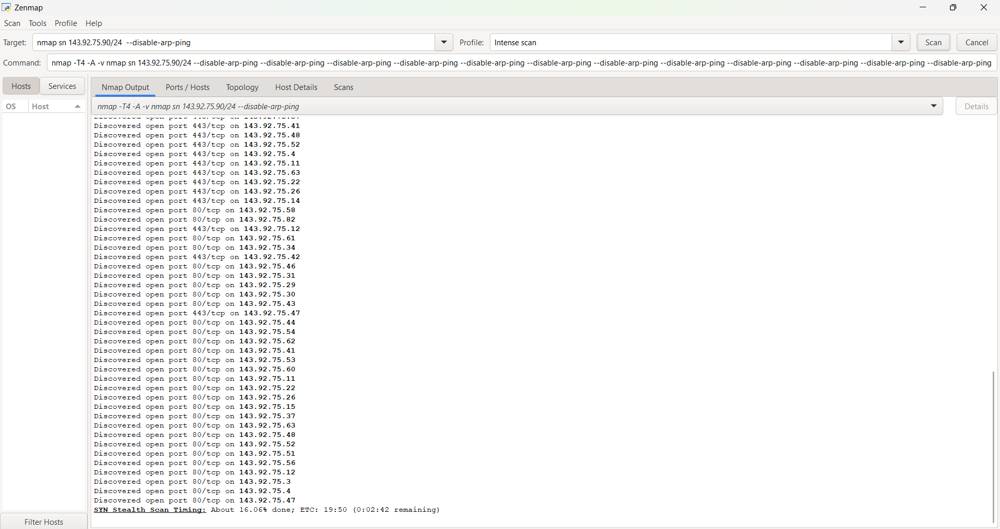 Zenmap
Scan Tools Profile Help
Target: nmap sn 143.92.75.90/24 --disable-arp-ping Profile: Intense scan Scan Cancel
Command: nmap -T4 -A -v nmap sn 143.92.75.90/24 --disable-arp-ping --disable-arp-ping --disable-arp-ping --disable-arp-ping --disable-arp-ping --disable-arp-ping --disable-arp-ping --disable-arp-ping --disable-arp-ping --disable-arp-ping --disable-arp-ping --disable-arp-ping
Hosts Services Nmap Output Ports / Hosts Topology Host Details Scans
OS Host nmap -T4 -A -v nmap sn 143.92.75.90/24 --disable-arp-ping Details
Discovered open port 443/tcp on 143.92.75.41
Discovered open port 443/tcp on 143.92.75.48
Discovered open port 443/tcp on 143.92.75.52
Discovered open port 443/tcp on 143.92.75.4
Discovered open port 443/tcp on 143.92.75.11
Discovered open port 443/tcp on 143.92.75.63
Discovered open port 443/tcp on 143.92.75.22
Discovered open port 443/tcp on 143.92.75.26
Discovered open port 443/tcp on 143.92.75.14
Discovered open port 80/tcp on 143.92.75.58
Discovered open port 80/tcp on 143.92.75.82
Discovered open port 443/tcp on 143.92.75.12
Discovered open port 80/tcp on 143.92.75.61
Discovered open port 80/tcp on 143.92.75.34
Discovered open port 443/tcp on 143.92.75.42
Discovered open port 80/tcp on 143.92.75.46
Discovered open port 80/tcp on 143.92.75.31
Discovered open port 80/tcp on 143.92.75.29
Discovered open port 80/tcp on 143.92.75.30
Discovered open port 80/tcp on 143.92.75.43
Discovered open port 443/tcp on 143.92.75.47
Discovered open port 80/tcp on 143.92.75.44
Discovered open port 80/tcp on 143.92.75.54
Discovered open port 80/tcp on 143.92.75.62
Discovered open port 80/tcp on 143.92.75.41
Discovered open port 80/tcp on 143.92.75.53
Discovered open port 80/tcp on 143.92.75.60
Discovered open port 80/tcp on 143.92.75.11
Discovered open port 80/tcp on 143.92.75.22
Discovered open port 80/tcp on 143.92.75.26
Discovered open port 80/tcp on 143.92.75.15
Discovered open port 80/tcp on 143.92.75.37
Discovered open port 80/tcp on 143.92.75.63
Discovered open port 80/tcp on 143.92.75.48
Discovered open port 80/tcp on 143.92.75.52
Discovered open port 80/tcp on 143.92.75.51
Discovered open port 80/tcp on 143.92.75.56
Discovered open port 80/tcp on 143.92.75.12
Discovered open port 80/tcp on 143.92.75.3
Discovered open port 80/tcp on 143.92.75.4
Discovered open port 80/tcp on 143.92.75.47
SYN Stealth Scan Timing: About 16.06% done; ETC: 19:50 (0:02:42 remaining)
Filter Hosts